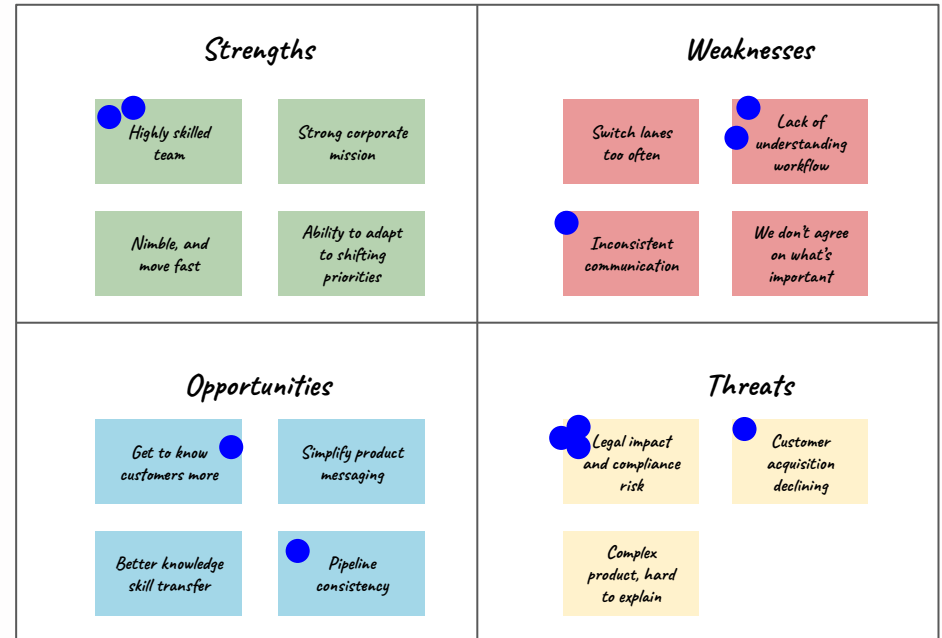 Strengths
Highly skilled
team
Strong corporate
mission
Nimble, and
move fast
Ability to adapt
to shifting
priorities
Weaknesses
Switch lanes
too often
Lack of
understanding
workflow
Inconsistent
communication
We don't agree
on what's
important
Opportunities
Get to know
customers more
Simplify product
messaging
Better knowledge
skill transfer
Pipeline
consistency
Threats
Legal impact
and compliance
risk
Customer
acquisition
declining
Complex
product, hard
to explain